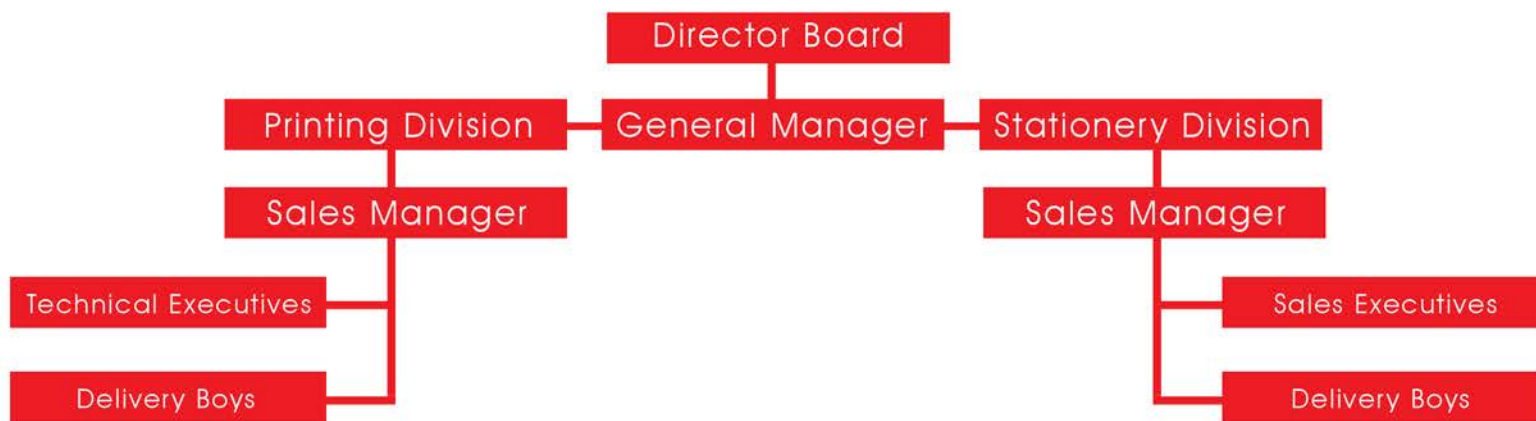 Director Board
Printing Division
General Manager
Stationery Division
Sales Manager
Sales Manager
Technical Executives
Sales Executives
Delivery Boys
Delivery Boys